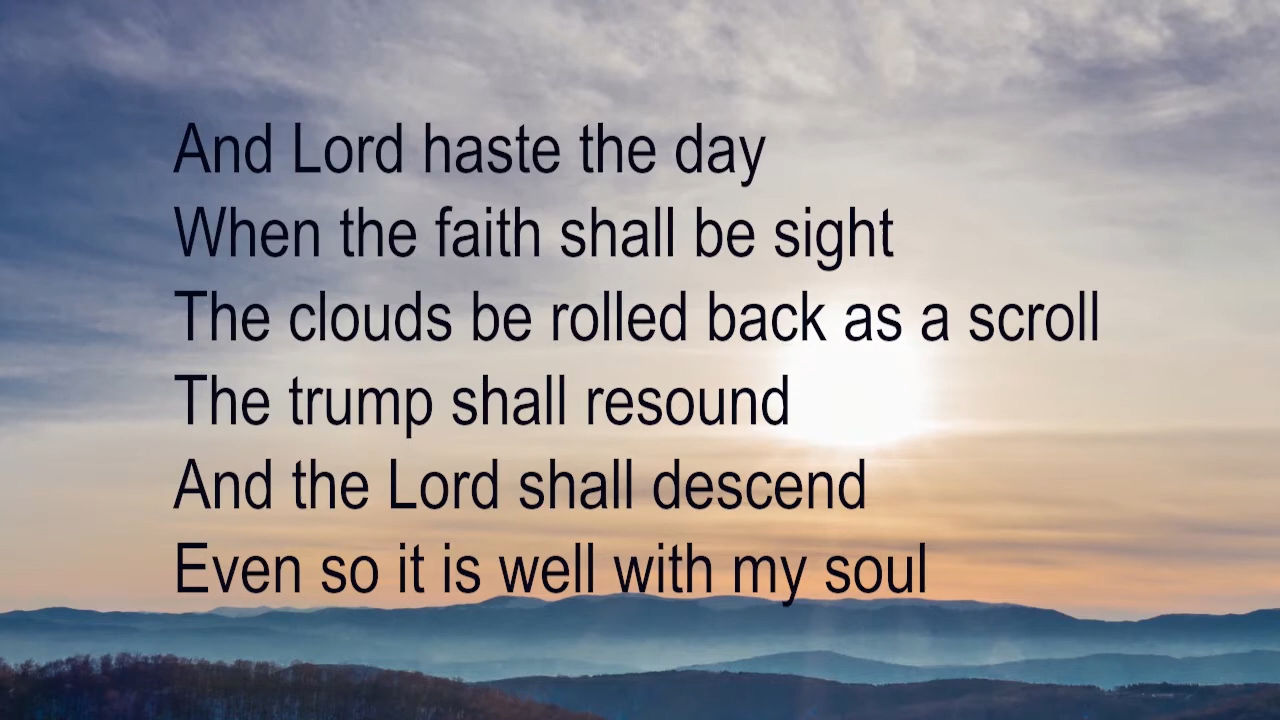 And Lord haste the day
When the faith shall be sight
The clouds be rolled back as a scroll
The trump shall resound
And the Lord shall descend
Even so it is well with my soul